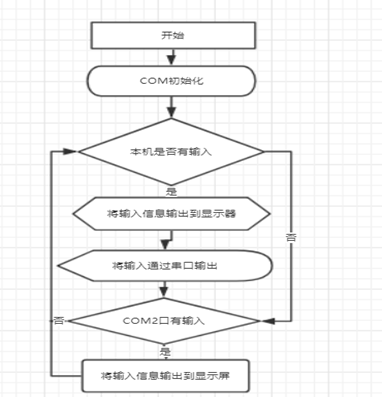 开始
COM初始化
本机是否有输入
是
将输入信息输出到显示器
否
将输入通过串口输出
COM2口有输入
否
是
将输入信息输出到显示屏